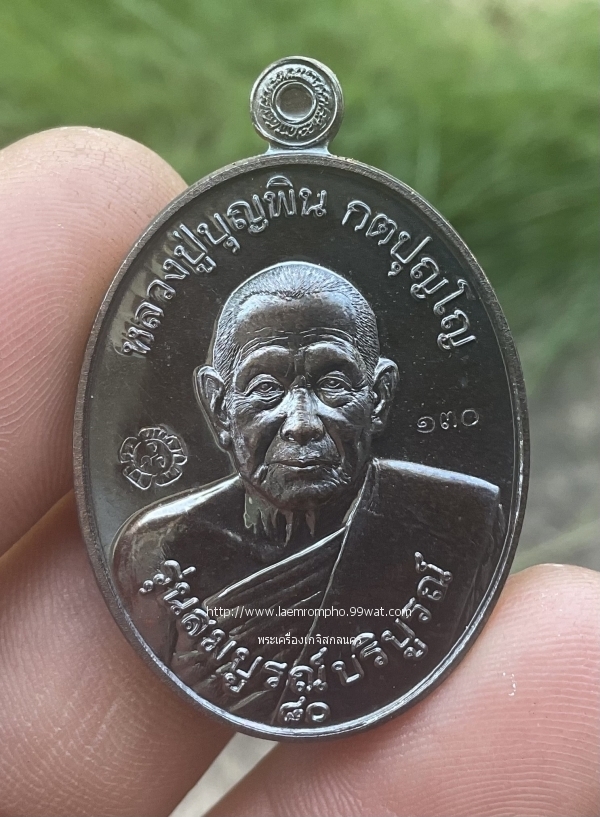 หลวงปู่บุญพิน กตปุญโญ
๑๓๐
http://www.laemrompho.99wat.com
พระเครื่องเกจิสกลนคร
รุ่นสมบูรณ์บริบูรณ์
๘๐